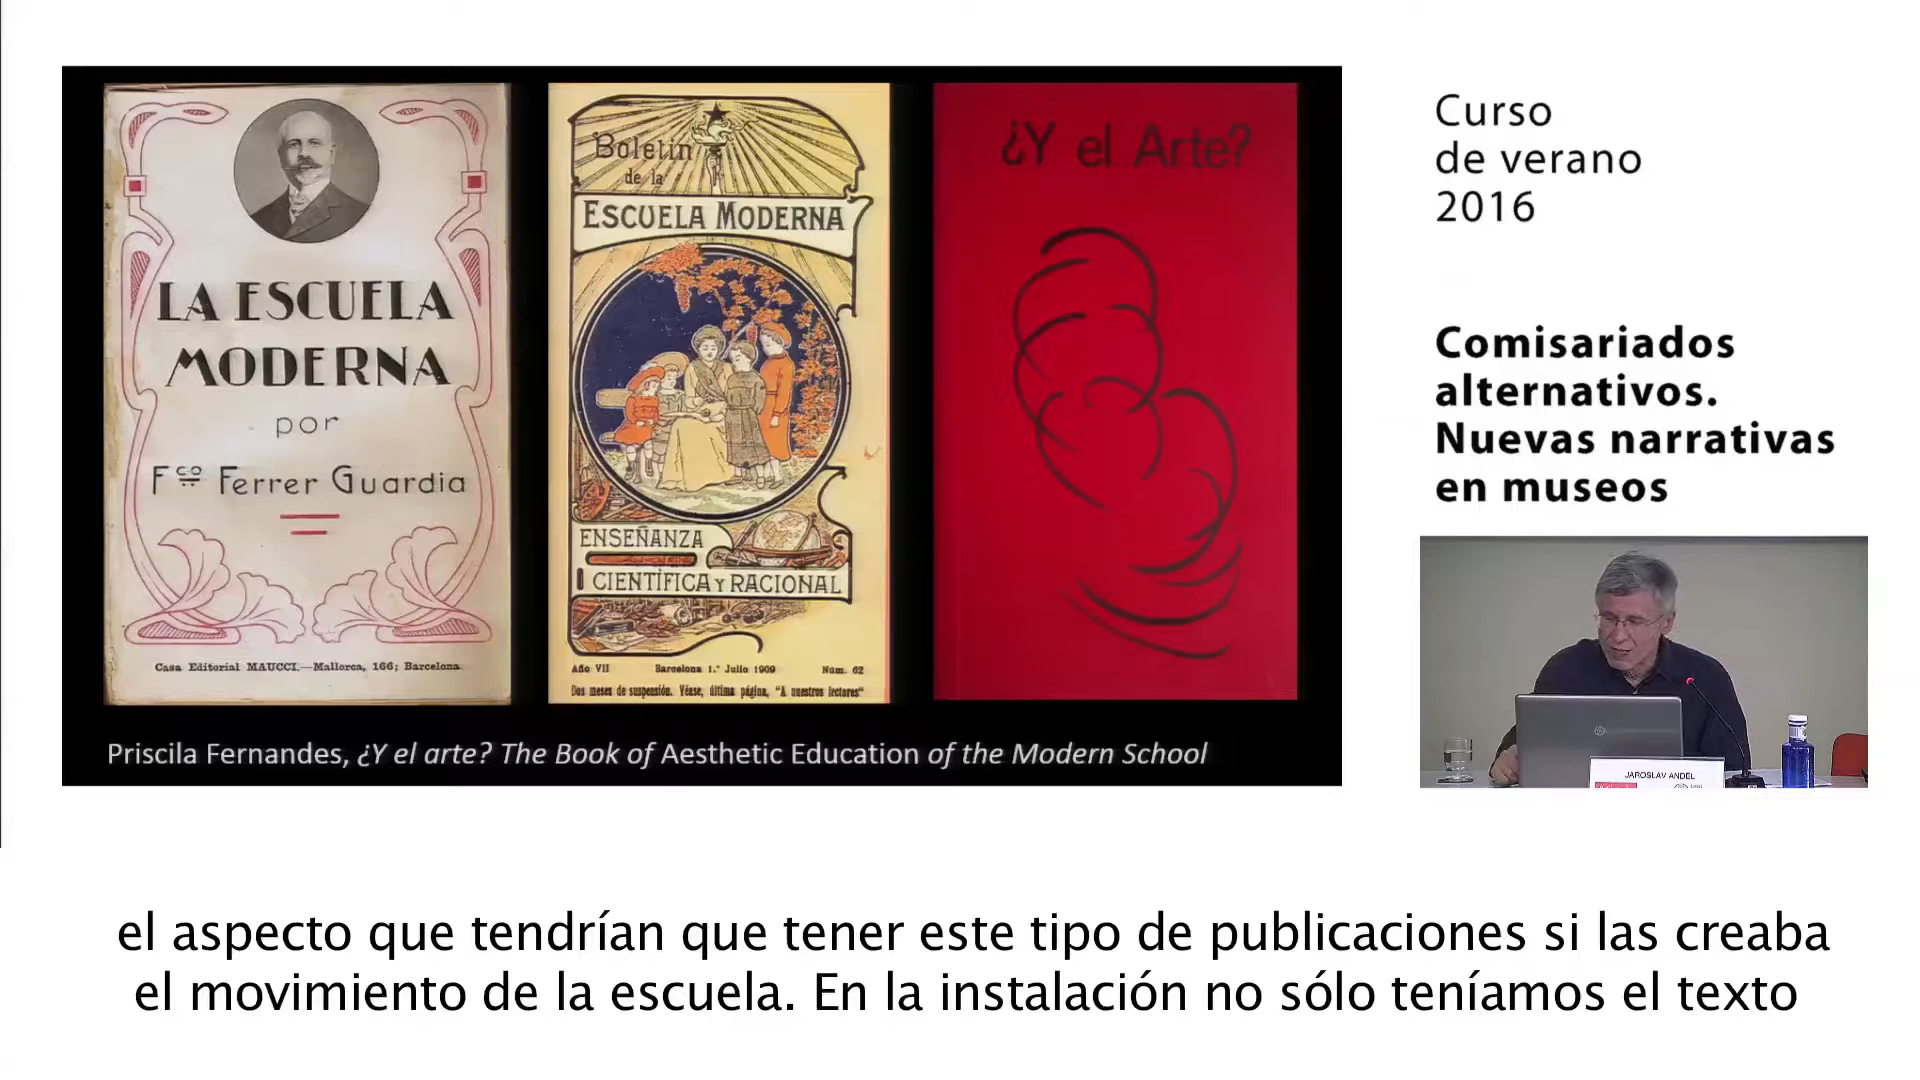 LA ESCUELA
MODERNA
por
Fco Ferrer Guardia
Casa Editorial MAUCCI.—Mallorca, 166; Barcelona
Boletín
de la
ESCUELA MODERNA
ENSEÑANZA
CIENTÍFICA Y RACIONAL
Año VII Barcelona 1.º Julio 1909 Num. 62
Dos meses de suspensión. Véase, última página, "A nuestros lectores"
¿Y el Arte?
Priscila Fernandes, ¿Y el arte? The Book of Aesthetic Education of the Modern School
Curso
de verano
2016
Comisariados
alternativos.
Nuevas narrativas
en museos
JAROSLAV ANDEL
el aspecto que tendrían que tener este tipo de publicaciones si las creaba
el movimiento de la escuela. En la instalación no sólo teníamos el texto